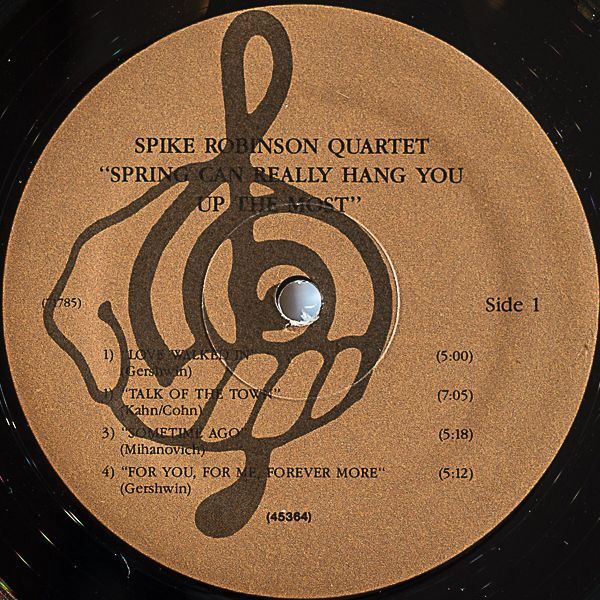 SPIKE ROBINSON QUARTET
"SPRING CAN REALLY HANG YOU
UP THE MOST"
(71785)
Side 1
1) "LOVE WALKED IN" (5:00)
(Gershwin)
1) "TALK OF THE TOWN" (7:05)
(Kahn/Cohn)
3) "SOMETIME AGO" (5:18)
(Mihanovich)
4) "FOR YOU, FOR ME, FOREVER MORE" (5:12)
(Gershwin)
(45364)